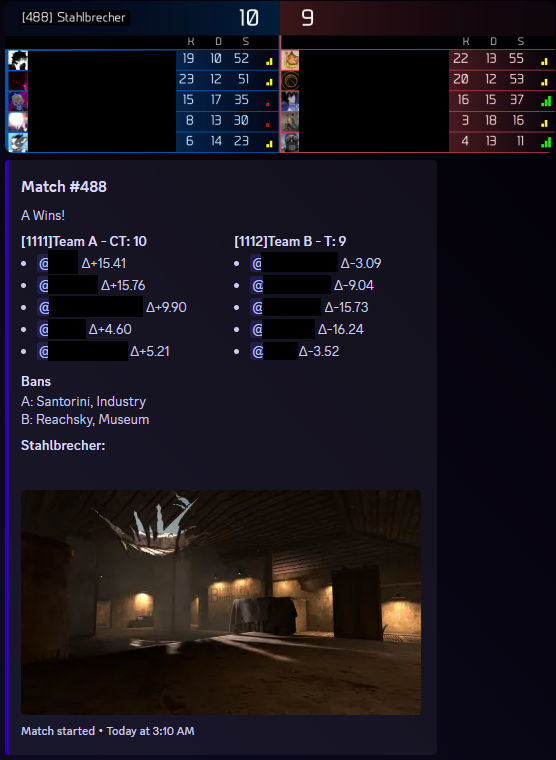 [488] Stahlbrecher 10 9
K D S K D S
19 10 52 22 13 55
23 12 51 20 12 53
15 17 35 16 15 37
8 13 30 3 18 16
6 14 23 4 13 11
Match #488
A Wins!
[1111]Team A - CT: 10 [1112]Team B - T: 9
• @ Δ+15.41 • @ Δ-3.09
• @ Δ+15.76 • @ Δ-9.04
• @ Δ+9.90 • @ Δ-15.73
• @ Δ+4.60 • @ Δ-16.24
• @ Δ+5.21 • @ Δ-3.52
Bans
A: Santorini, Industry
B: Reachsky, Museum
Stahlbrecher:
Match started • Today at 3:10 AM